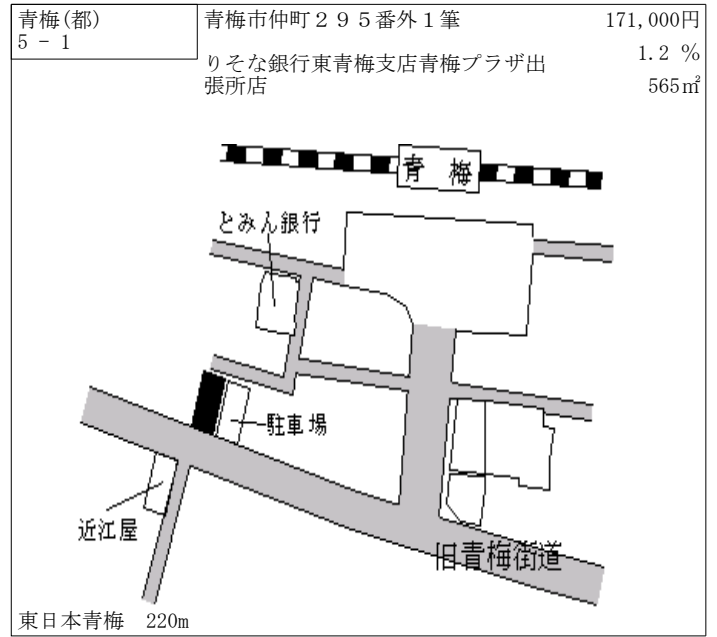 青梅(都)
5 - 1
青梅市仲町２９５番外１筆
171,000円
りそな銀行東青梅支店青梅プラザ出
張所店
1.2 %
565㎡
青 梅
とみん銀行
駐車場
近江屋
旧青梅街道
東日本青梅 220m